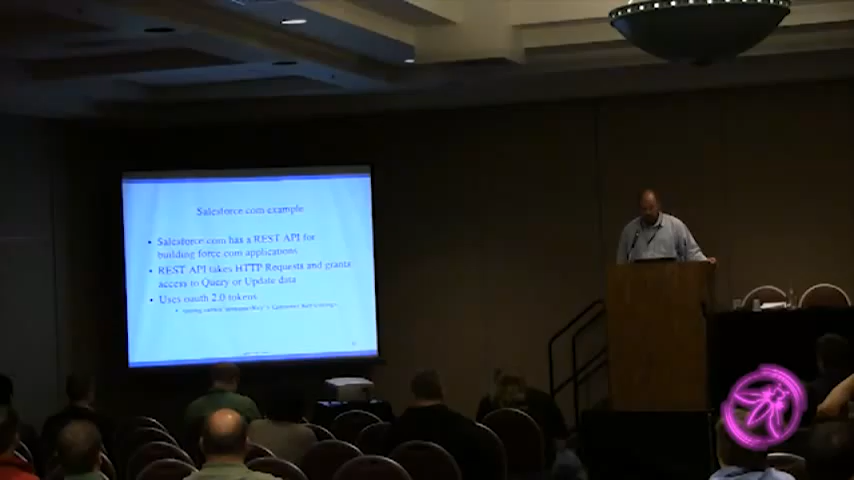 Salesforce.com example
• Salesforce.com has a REST API for
building force.com applications
• REST API takes HTTP Requests and grants
access to Query or Update data
• Uses oauth 2.0 tokens